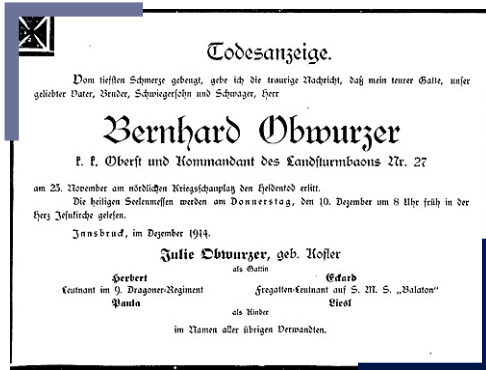 Todesanzeige.
Vom tiefsten Schmerze gebeugt, gebe ich die traurige Nachricht, daß mein teurer Gatte, unser
geliebter Vater, Bruder, Schwiegersohn und Schwager, Herr
Bernhard Obwurzer
k. k. Oberst und Kommandant des Landsturmbaons Nr. 27
am 23. November am nördlichen Kriegsschauplatz den Heldentod erlitt.
Die heiligen Seelenmessen werden am Donnerstag, den 10. Dezember um 8 Uhr früh in der
Herz Jesukirche gelesen.
Innsbruck, im Dezember 1914.
Julie Obwurzer, geb. Kofler
als Gattin
Herbert Eckard
Leutnant im 9. Dragoner-Regiment Fregatten-Leutnant auf S. M. S. „Balaton“
Paula Liesl
als Kinder
im Namen aller übrigen Verwandten.